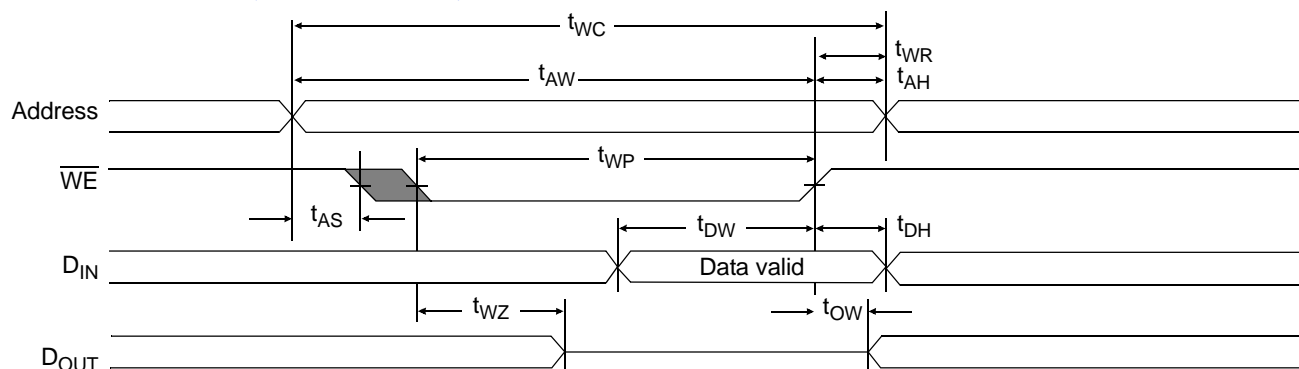 tWC
tWR
tAW
tAH
Address
WE
tWP
tAS
tDW
tDH
DIN
Data valid
tWZ
tOW
DOUT